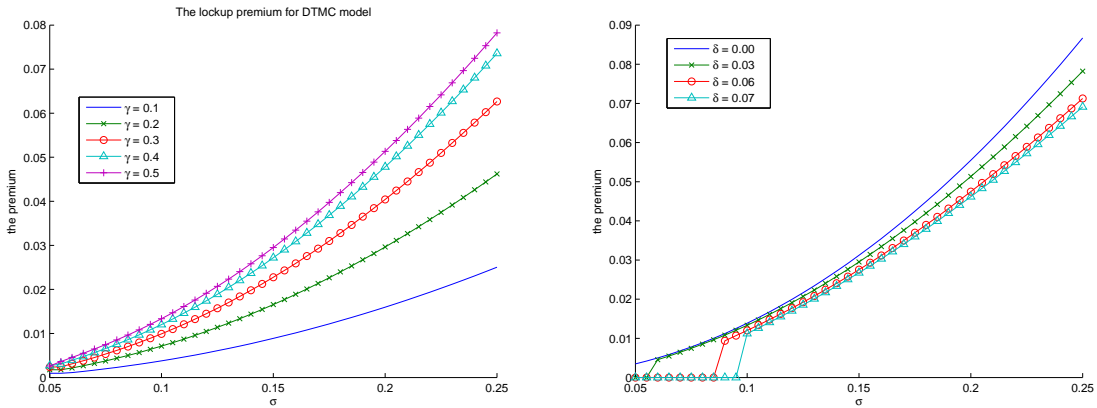 The lockup premium for DTMC model
0.08
0.07
0.06
0.05
0.04
0.03
0.02
0.01
0
the premium
γ = 0.1
γ = 0.2
γ = 0.3
γ = 0.4
γ = 0.5
0.05 0.1 0.15 0.2 0.25
σ
0.09
0.08
0.07
0.06
0.05
0.04
0.03
0.02
0.01
0
the premium
δ = 0.00
δ = 0.03
δ = 0.06
δ = 0.07
0.05 0.1 0.15 0.2 0.25
σ